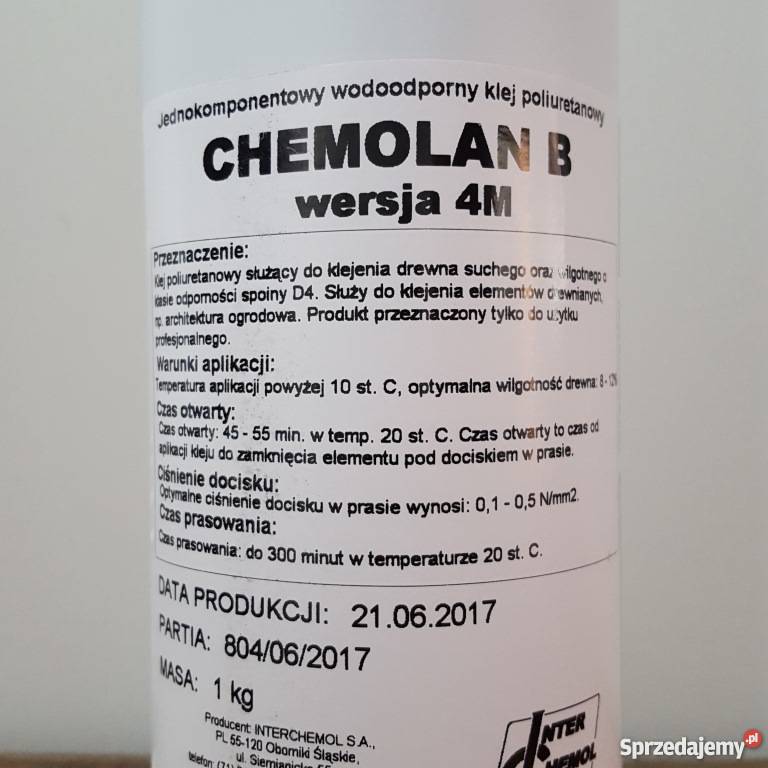 Jednokomponentowy wodoodporny klej poliuretanowy
CHEMOLAN B
wersja 4M
Przeznaczenie:
Klej poliuretanowy służący do klejenia drewna suchego oraz wilgotnego o
klasie odporności spoiny D4. Służy do klejenia elementów drewnianych,
np. architektura ogrodowa. Produkt przeznaczony tylko do użytku
profesjonalnego.
Warunki aplikacji:
Temperatura aplikacji powyżej 10 st. C, optymalna wilgotność drewna: 8 - 12%
Czas otwarty:
Czas otwarty: 45 - 55 min. w temp. 20 st. C. Czas otwarty to czas od
aplikacji kleju do zamknięcia elementu pod dociskiem w prasie.
Ciśnienie docisku:
Optymalne ciśnienie docisku w prasie wynosi: 0,1 - 0,5 N/mm2.
Czas prasowania:
Czas prasowania: do 300 minut w temperaturze 20 st. C.
DATA PRODUKCJI: 21.06.2017
PARTIA: 804/06/2017
MASA: 1 kg
Producent: INTERCHEMOL S.A.,
PL 55-120 Oborniki Śląskie,
ul. Siemianicka
telefon: (71)
INTER
CHEMOL
Sprzedajemy.pl